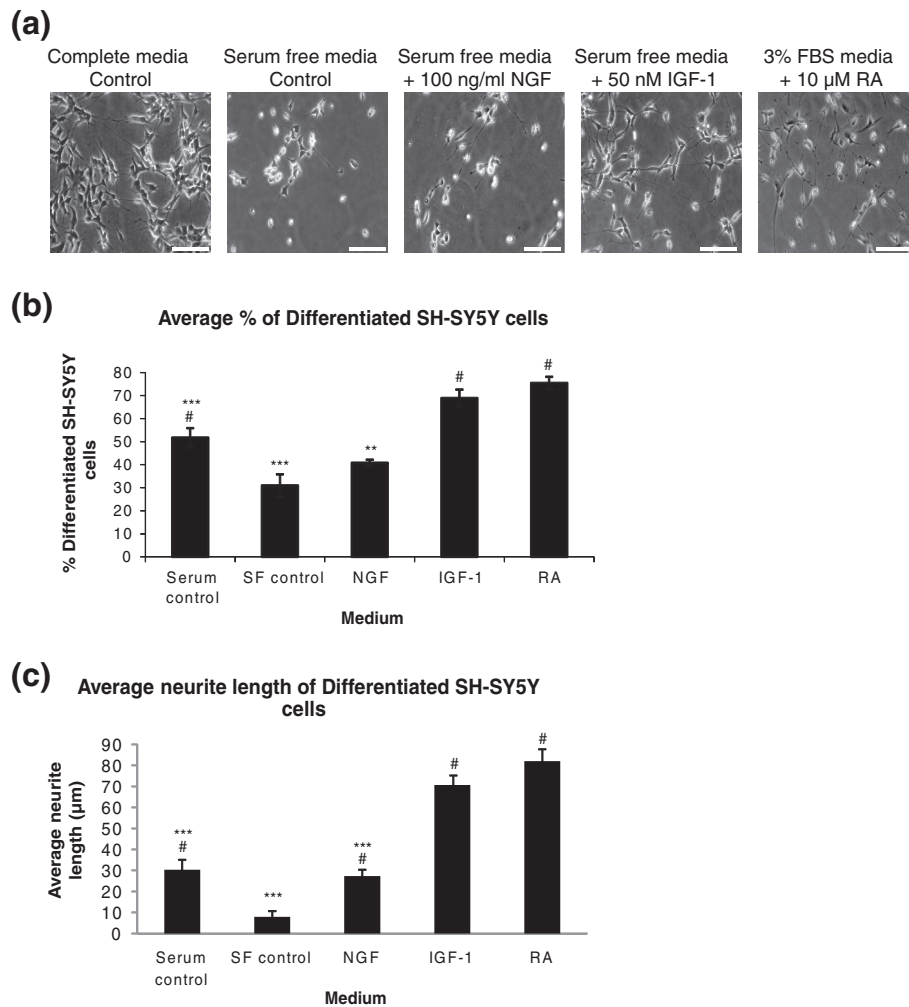 (a)
Complete media
Control
Serum free media
Control
Serum free media
+ 100 ng/ml NGF
Serum free media
+ 50 nM IGF-1
3% FBS media
+ 10 µM RA
(b)
Average % of Differentiated SH-SY5Y cells
% Differentiated SH-SY5Y
cells
80
70
60
50
40
30
20
10
0
***
#
***
**
#
#
Serum
control
SF control
NGF
IGF-1
RA
Medium
(c)
Average neurite length of Differentiated SH-SY5Y
cells
Average neurite
length (µm)
90
80
70
60
50
40
30
20
10
0
***
#
***
***
#
#
#
Serum
control
SF control
NGF
IGF-1
RA
Medium